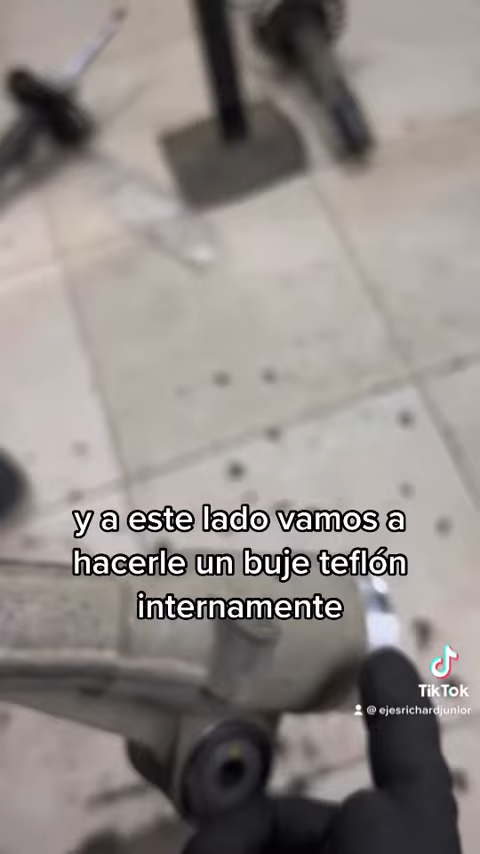 y a este lado vamos a
hacerle un buje teflón
internamente
TikTok
@ ejesrichardjunior